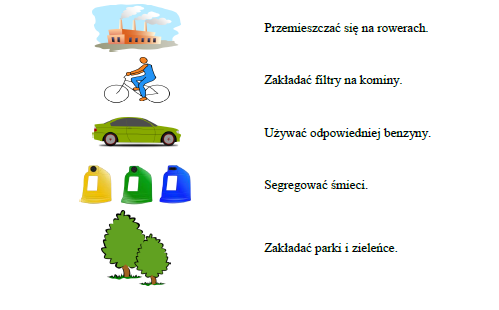 Przemieszczać się na rowerach.
Zakładać filtry na kominy.
Używać odpowiedniej benzyny.
Segregować śmieci.
Zakładać parki i zieleńce.